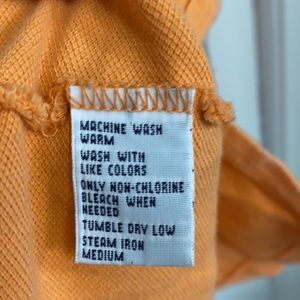 MACHINE WASH
WARM
WASH WITH
LIKE COLORS
ONLY NON-CHLORINE
BLEACH WHEN
NEEDED
TUMBLE DRY LOW
STEAM IRON
MEDIUM